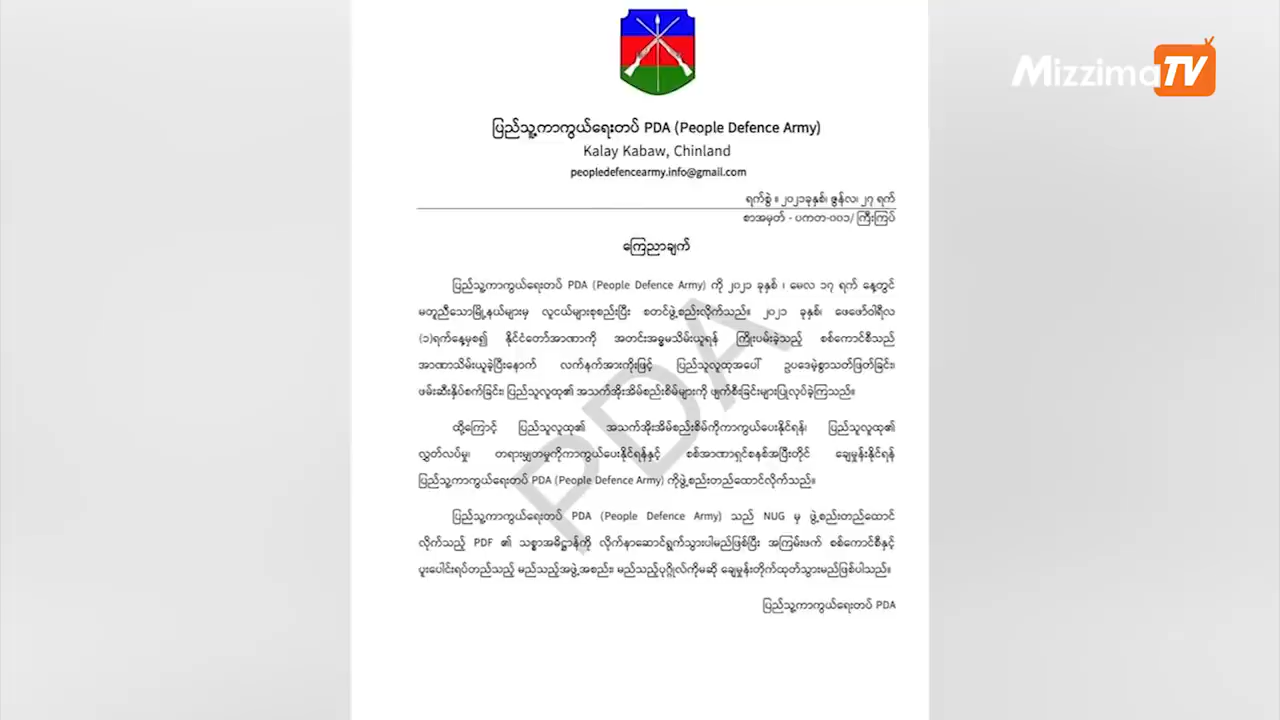 Mizzima TV
ပြည်သူ့ကာကွယ်ရေးတပ် PDA (People Defence Army)
Kalay Kabaw, Chinland
peopledefencearmy.info@gmail.com
ရက်စွဲ ။ ၂၀၂၁ခုနှစ်၊ ဇွန်လ၊ ၂၇ ရက်
စာအမှတ် - ပကတ-၀၀၁/ ကြီးကြပ်
ကြေညာချက်
ပြည်သူ့ကာကွယ်ရေးတပ် PDA (People Defence Army) ကို ၂၀၂၁ ခုနှစ် ၊ မေလ ၁၇ ရက် နေ့တွင်
မတူညီသောမြို့နယ်များမှ လူငယ်များစုစည်းပြီး စတင်ဖွဲ့စည်းလိုက်သည်။ ၂၀၂၁ ခုနှစ်၊ ဖေဖော်ဝါရီလ
(၁)ရက်နေ့မှစ၍ နိုင်ငံတော်အာဏာကို အတင်းအဓမ္မသိမ်းယူရန် ကြိုးပမ်းခဲ့သည့် စစ်ကောင်စီသည်
အာဏာသိမ်းယူခဲ့ပြီးနောက် လက်နက်အားကိုးဖြင့် ပြည်သူလူထုအပေါ် ဥပဒေမဲ့စွာသတ်ဖြတ်ခြင်း၊
ဖမ်းဆီးနှိပ်စက်ခြင်း၊ ပြည်သူလူထု၏ အသက်အိုးအိမ်စည်းစိမ်များကို ဖျက်စီးခြင်းများပြုလုပ်ခဲ့ကြသည်။
ထို့ကြောင့် ပြည်သူလူထု၏ အသက်အိုးအိမ်စည်းစိမ်ကိုကာကွယ်ပေးနိုင်ရန်၊ ပြည်သူလူထု၏
လွတ်လပ်မှု၊ တရားမျှတမှုကိုကာကွယ်ပေးနိုင်ရန်နှင့် စစ်အာဏာရှင်စနစ်အပြီးတိုင် ချေမှုန်းနိုင်ရန်
ပြည်သူ့ကာကွယ်ရေးတပ် PDA (People Defence Army) ကိုဖွဲ့စည်းတည်ထောင်လိုက်သည်။
ပြည်သူ့ကာကွယ်ရေးတပ် PDA (People Defence Army) သည် NUG မှ ဖွဲ့စည်းတည်ထောင်
လိုက်သည့် PDF ၏ သစ္စာအဓိဋ္ဌာန်ကို လိုက်နာဆောင်ရွက်သွားပါမည်ဖြစ်ပြီး အကြမ်းဖက် စစ်ကောင်စီနှင့်
ပူးပေါင်းရပ်တည်သည့် မည်သည့်အဖွဲ့အစည်း၊ မည်သည့်ပုဂ္ဂိုလ်ကိုမဆို ချေမှုန်းတိုက်ထုတ်သွားမည်ဖြစ်ပါသည်။
ပြည်သူ့ကာကွယ်ရေးတပ် PDA
PDA